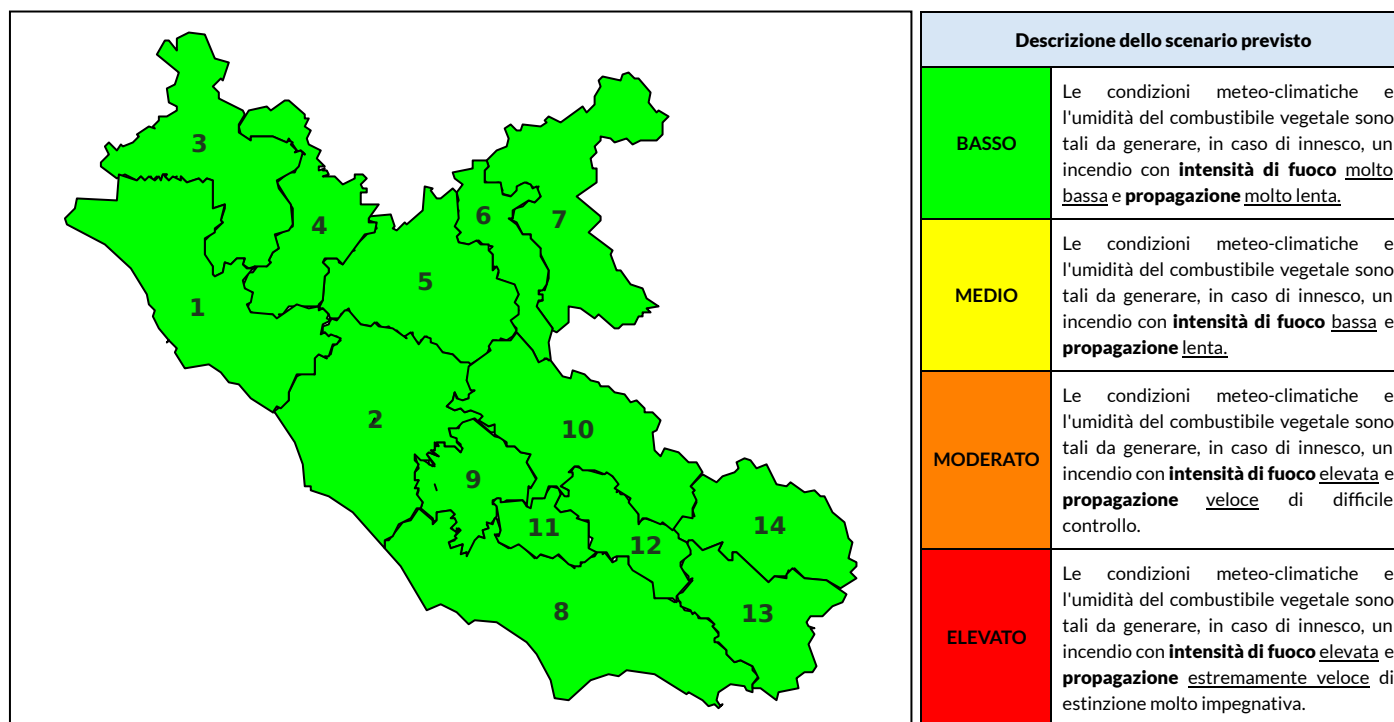 3
4
6
7
5
1
2
10
9
14
11
12
8
13
Descrizione dello scenario previsto
BASSO
Le condizioni meteo-climatiche e
l'umidità del combustibile vegetale sono
tali da generare, in caso di innesco, un
incendio con intensità di fuoco molto
bassa e propagazione molto lenta.
MEDIO
Le condizioni meteo-climatiche e
l'umidità del combustibile vegetale sono
tali da generare, in caso di innesco, un
incendio con intensità di fuoco bassa e
propagazione lenta.
MODERATO
Le condizioni meteo-climatiche e
l'umidità del combustibile vegetale sono
tali da generare, in caso di innesco, un
incendio con intensità di fuoco elevata e
propagazione veloce di difficile
controllo.
ELEVATO
Le condizioni meteo-climatiche e
l'umidità del combustibile vegetale sono
tali da generare, in caso di innesco, un
incendio con intensità di fuoco elevata e
propagazione estremamente veloce di
estinzione molto impegnativa.